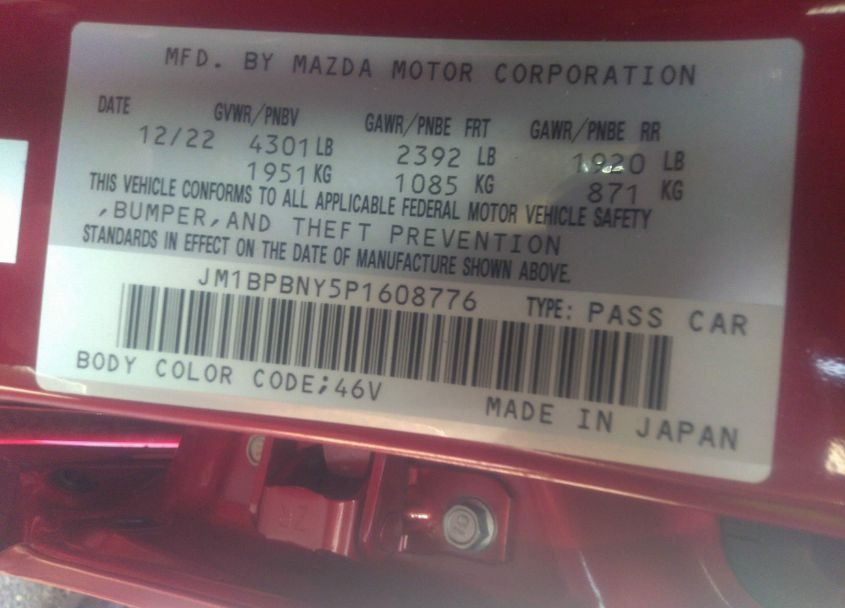 MFD. BY MAZDA MOTOR CORPORATION
DATE GVWR/PNBV GAWR/PNBE FRT GAWR/PNBE RR
12/22 4301 LB 2392 LB 1920 LB
1951 KG 1085 KG 871 KG
THIS VEHICLE CONFORMS TO ALL APPLICABLE FEDERAL MOTOR VEHICLE SAFETY
,BUMPER,AND THEFT PREVENTION
STANDARDS IN EFFECT ON THE DATE OF MANUFACTURE SHOWN ABOVE.
JM1BPBNY5P1608776 TYPE: PASS CAR
BODY COLOR CODE;46V MADE IN JAPAN